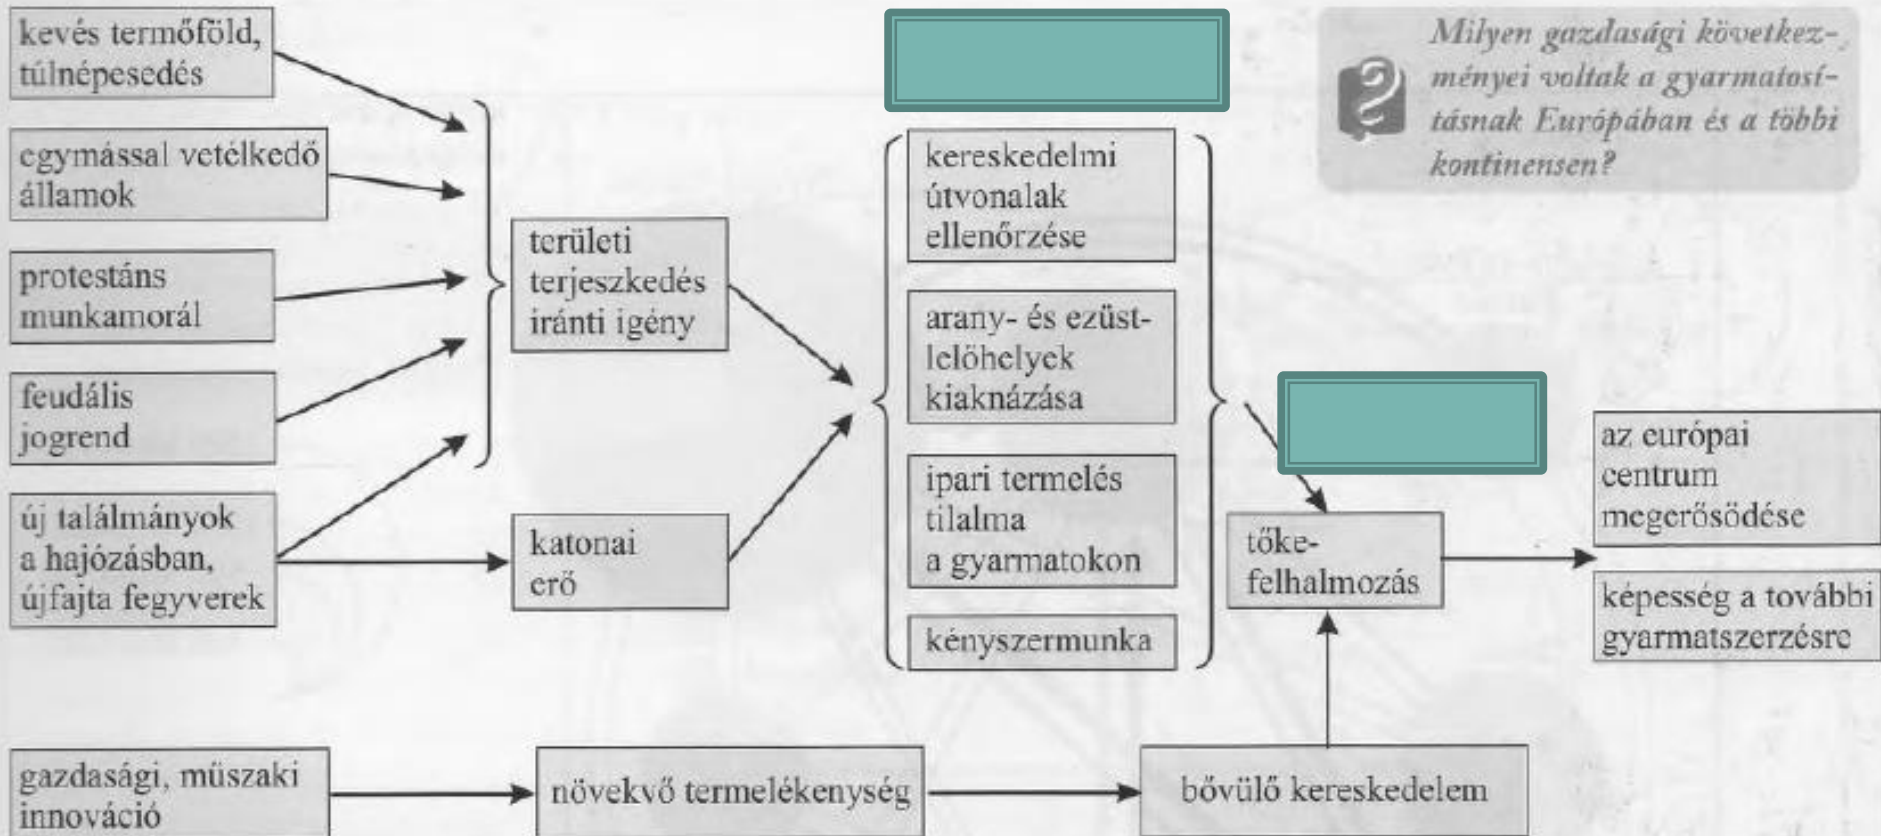 kevés termőföld,
túlnépesedés
egymással vetélkedő
államok
protestáns
munkamorál
feudális
jogrend
új találmányok
a hajózásban,
újfajta fegyverek
területi
terjeszkedés
iránti igény
katonai
erő
kereskedelmi
útvonalak
ellenőrzése
arany- és ezüst-
lelőhelyek
kiaknázása
ipari termelés
tilalma
a gyarmatokon
kényszermunka
Milyen gazdasági következ-
ményei voltak a gyarmatosí-
tásnak Európában és a többi
kontinensen?
tőke-
felhalmozás
az európai
centrum
megerősödése
képesség a további
gyarmatszerzésre
gazdasági, műszaki
innováció
növekvő termelékenység
bővülő kereskedelem